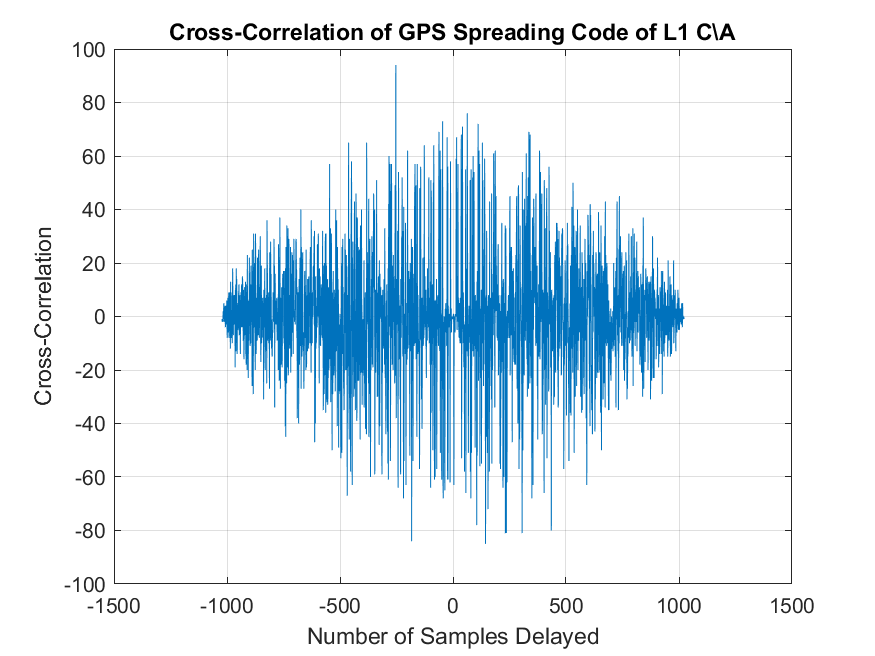 Cross-Correlation of GPS Spreading Code of L1 C\A
100
80
60
40
20
0
-20
-40
-60
-80
-100
Cross-Correlation
-1500 -1000 -500 0 500 1000 1500
Number of Samples Delayed